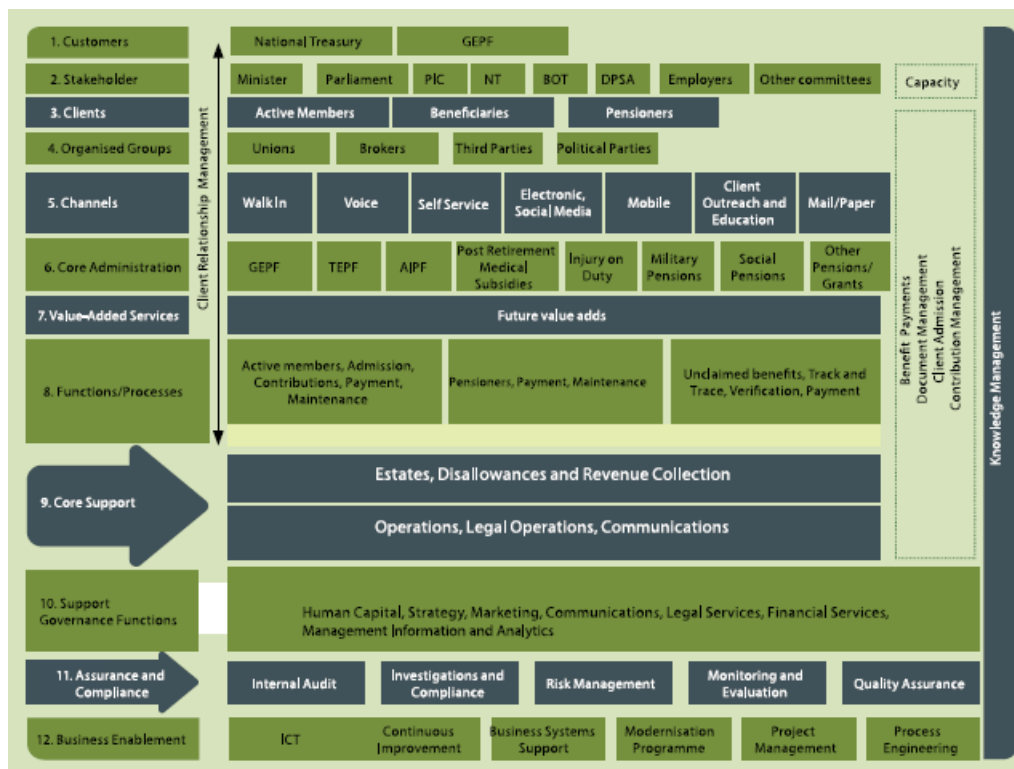 1. Customers
National Treasury
GEPF
2. Stakeholder
Minister
Parliament
PIC
NT
BOT
DPSA
Employers
Other committees
Capacity
3. Clients
Active Members
Beneficiaries
Pensioners
4. Organised Groups
Unions
Brokers
Third Parties
Political Parties
5. Channels
Walk In
Voice
Self Service
Electronic,
Social Media
Mobile
Client
Outreach and
Education
Mail/Paper
6. Core Administration
GEPF
TEPF
AIPF
Post Retirement
Medical
Subsidies
Injury on
Duty
Military
Pensions
Social
Pensions
Other
Pensions/
Grants
7. Value-Added Services
Future value adds
8. Functions/Processes
Active members, Admission,
Contributions, Payment,
Maintenance
Pensioners, Payment, Maintenance
Unclaimed benefits, Track and
Trace, Verification, Payment
Client Relationship Management
Benefit Payments
Document Management
Client Admission
Contribution Management
Knowledge Management
9. Core Support
Estates, Disallowances and Revenue Collection
Operations, Legal Operations, Communications
10. Support
Governance Functions
Human Capital, Strategy, Marketing, Communications, Legal Services, Financial Services,
Management Information and Analytics
11. Assurance and
Compliance
Internal Audit
Investigations and
Compliance
Risk Management
Monitoring and
Evaluation
Quality Assurance
12. Business Enablement
ICT
Continuous
Improvement
Business Systems
Support
Modernisation
Programme
Project
Management
Process
Engineering